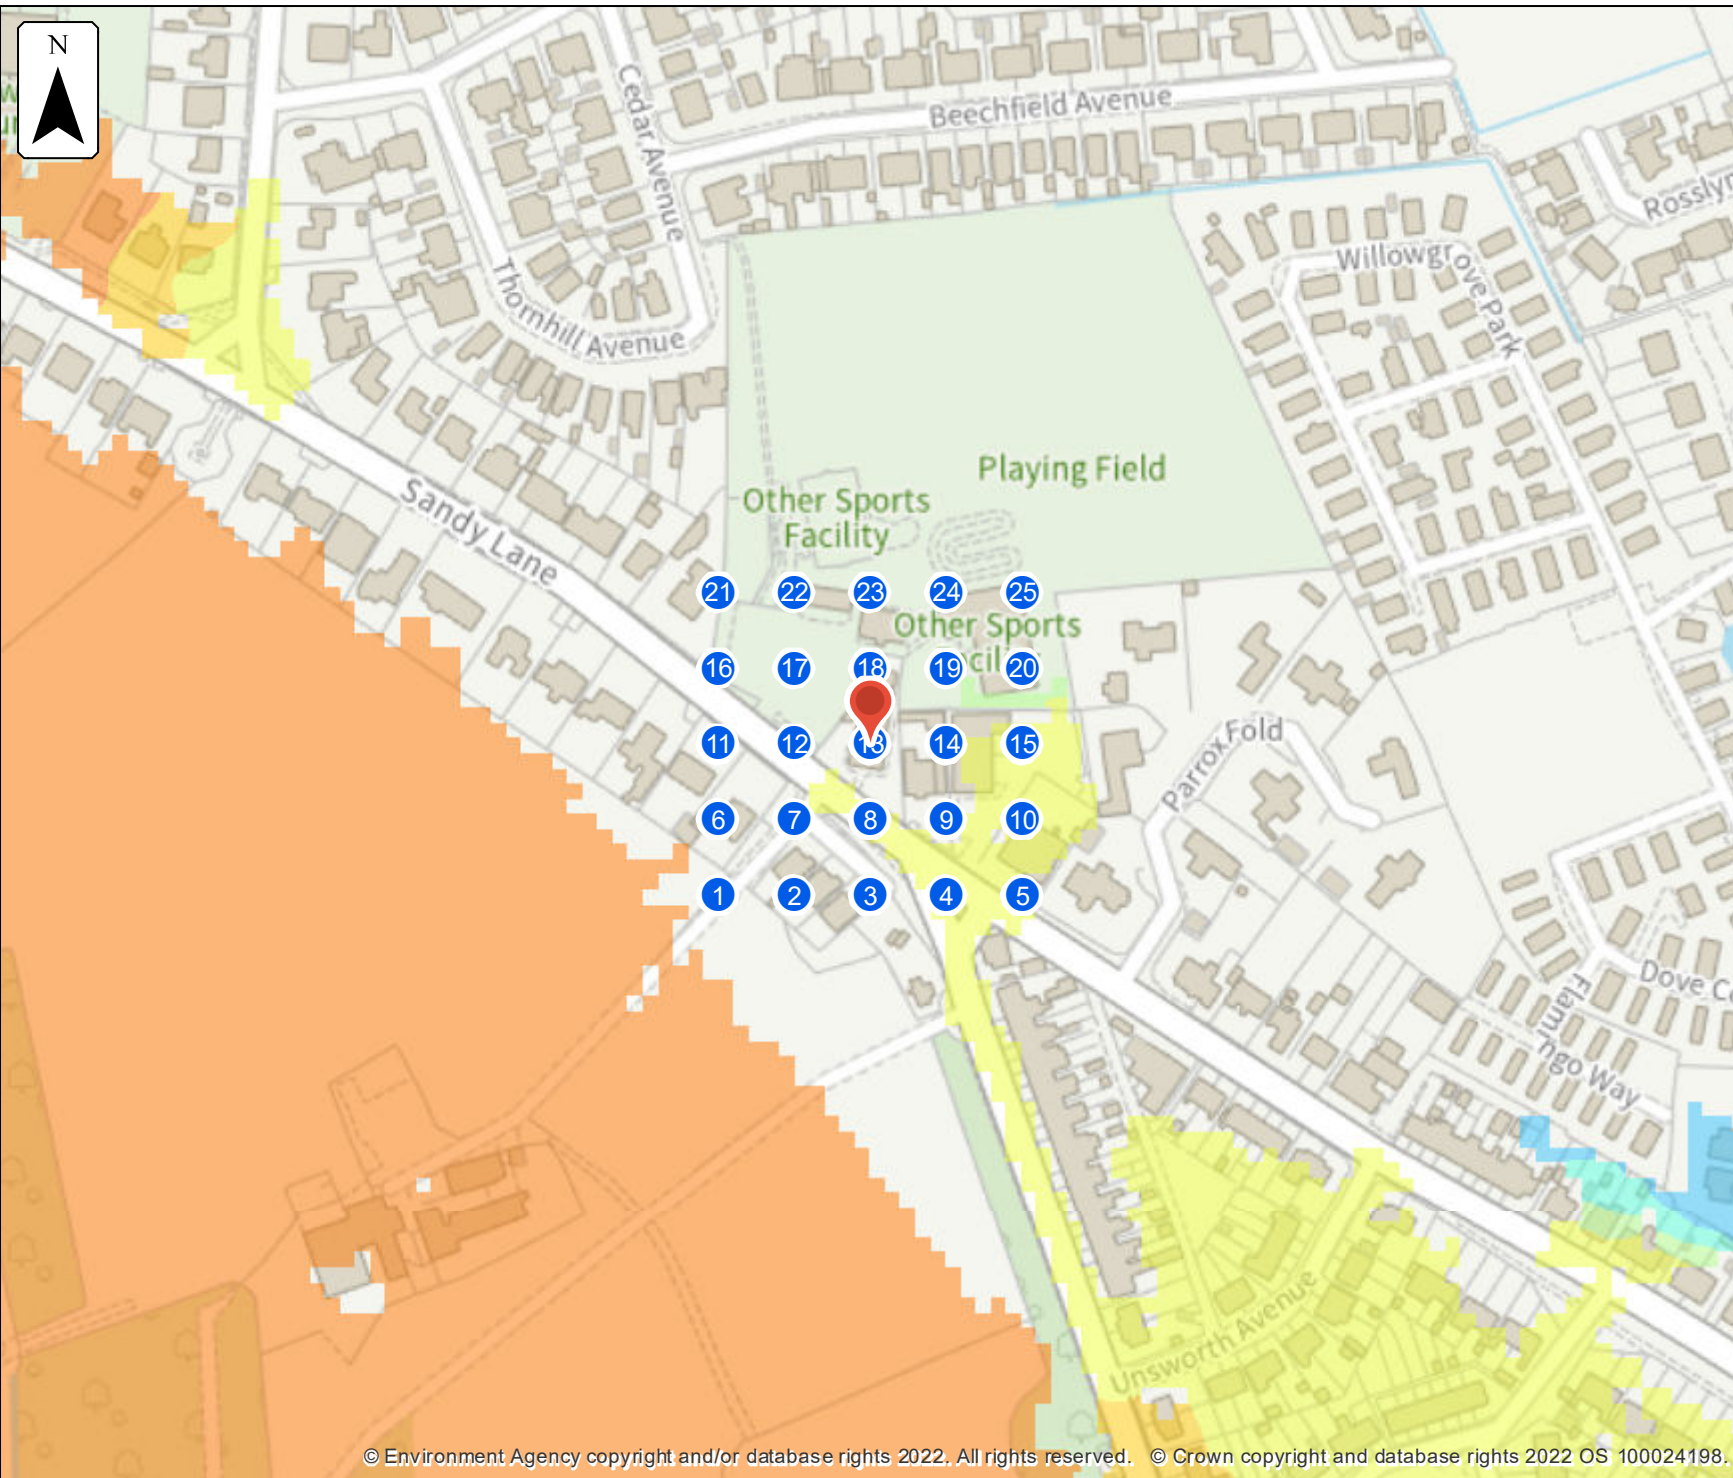 N
Cedar Avenue
Beechfield Avenue
Thornhill Avenue
Willowgrove Park
Playing Field
Other Sports
Facility
Sandy Lane
21 22 23 24 25
Other Sports
16 17 18 19 20
11 12 13 14 15
Parrox Fold
6 7 8 9 10
1 2 3 4 5
Flamingo Way
Unsworth Avenue
© Environment Agency copyright and/or database rights 2022. All rights reserved. © Crown copyright and database rights 2022 OS 100024198.